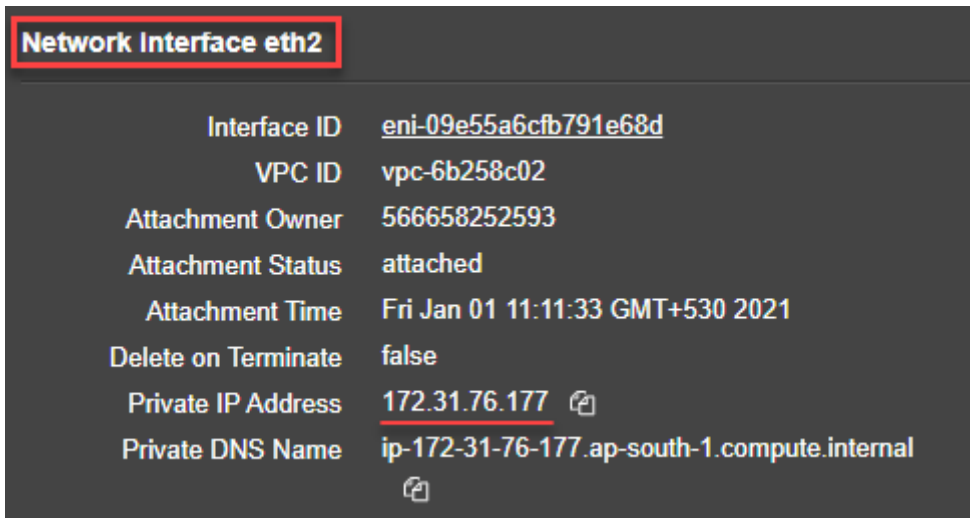 Network Interface eth2
Interface ID eni-09e55a6cfb791e68d
VPC ID vpc-6b258c02
Attachment Owner 566658252593
Attachment Status attached
Attachment Time Fri Jan 01 11:11:33 GMT+530 2021
Delete on Terminate false
Private IP Address 172.31.76.177
Private DNS Name ip-172-31-76-177.ap-south-1.compute.internal